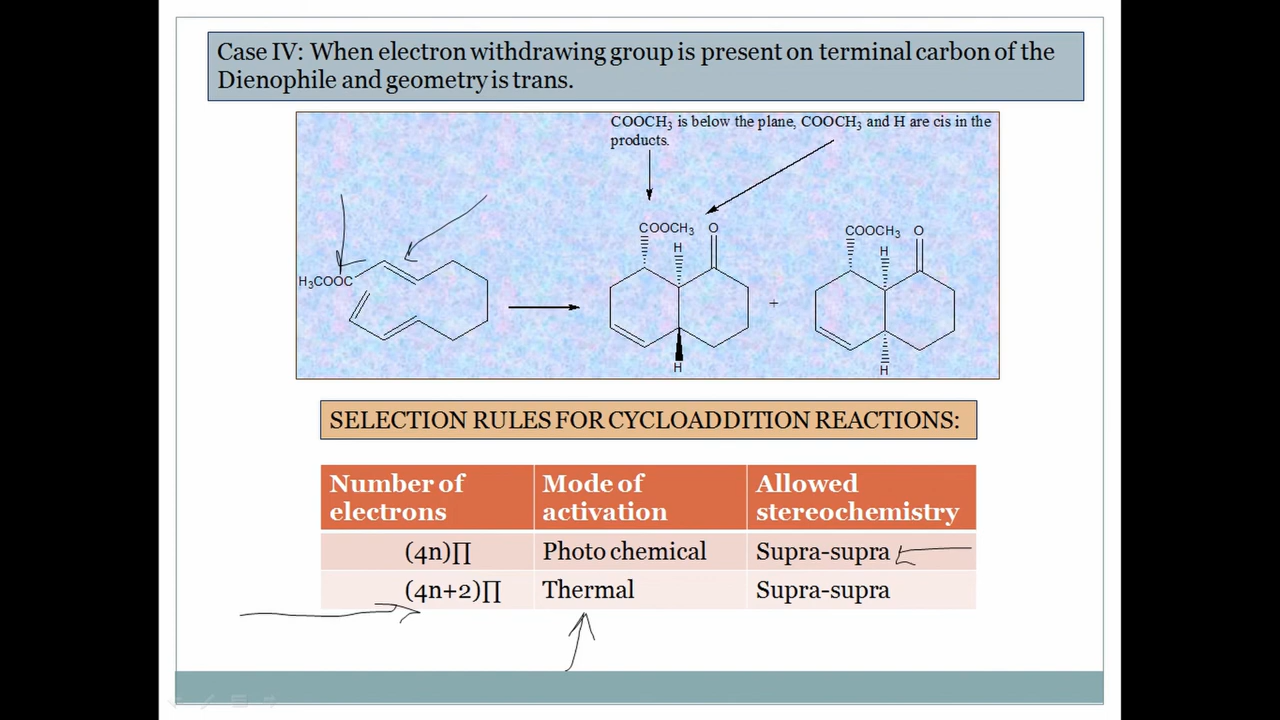 Case IV: When electron withdrawing group is present on terminal carbon of the
Dienophile and geometry is trans.
COOCH₃ is below the plane, COOCH₃ and H are cis in the
products.
COOCH₃ O
H
COOCH₃ O
H
H₃COOC
+
H
H
SELECTION RULES FOR CYCLOADDITION REACTIONS:
Number of
electrons
Mode of
activation
Allowed
stereochemistry
(4n)∏ Photo chemical Supra-supra
(4n+2)∏ Thermal Supra-supra